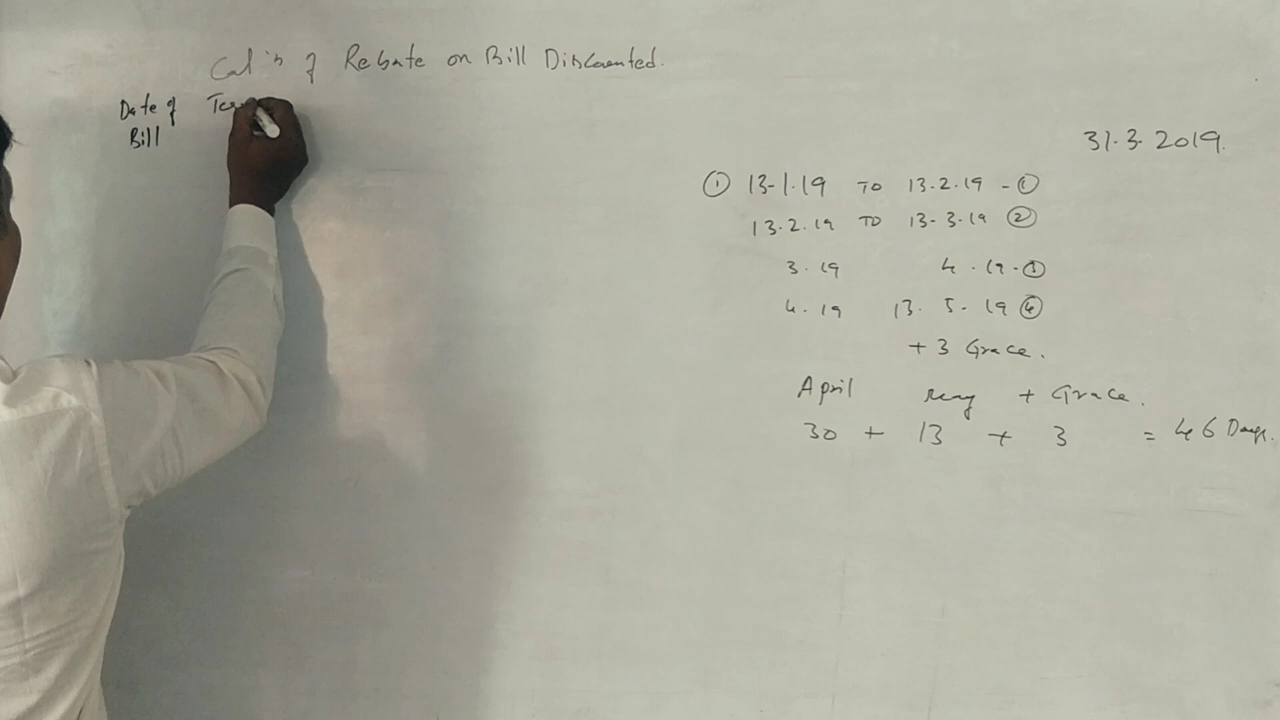 Cal'n of Rebate on Bill Discounted.
Date of
Bill
31.3.2019.
① 13-1.19 TO 13.2.19 - ①
13.2.19 TO 13-3.19 ②
3.19 4.19-③
4.19 13.5-19 ④
+ 3 Grace.
April May + Grace.
30 + 13 + 3 = 46 Days.